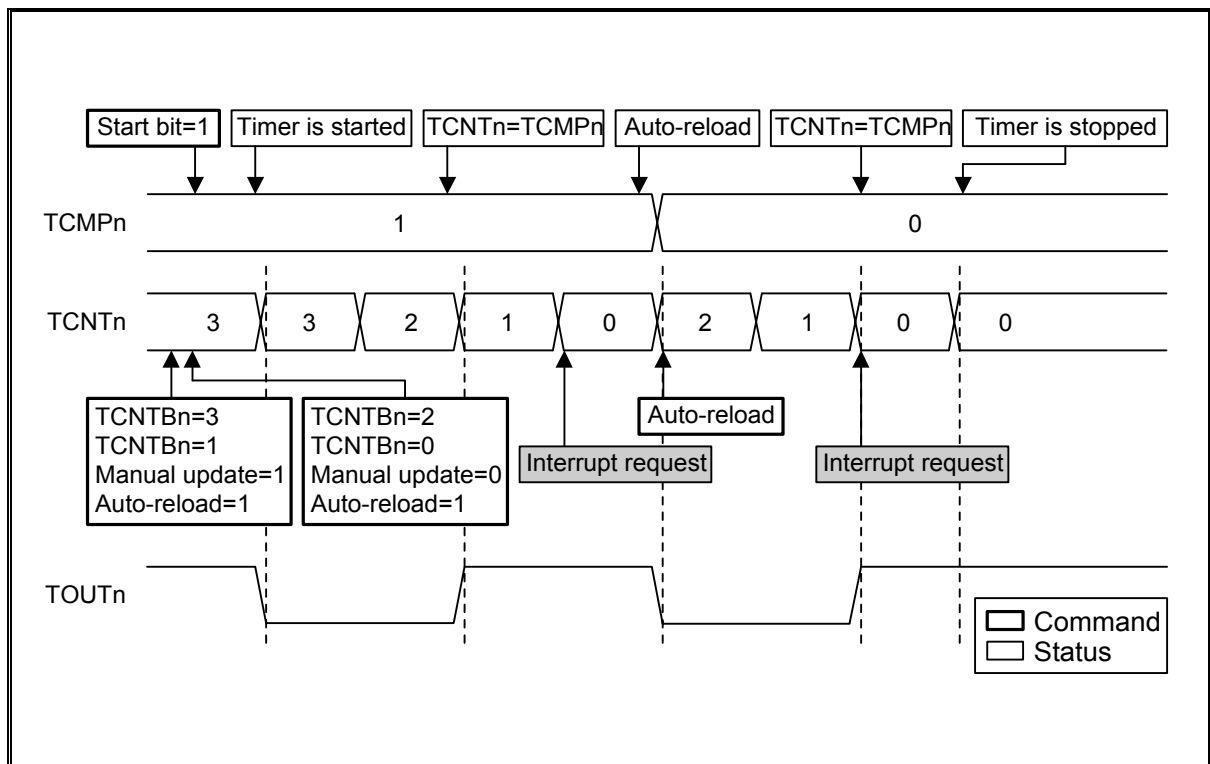 Start bit=1
Timer is started
TCNTn=TCMPn
Auto-reload
TCNTn=TCMPn
Timer is stopped
TCMPn
1
0
TCNTn
3
3
2
1
0
2
1
0
0
TCNTBn=3
TCNTBn=1
Manual update=1
Auto-reload=1
TCNTBn=2
TCNTBn=0
Manual update=0
Auto-reload=1
Interrupt request
Auto-reload
Interrupt request
TOUTn
Command
Status